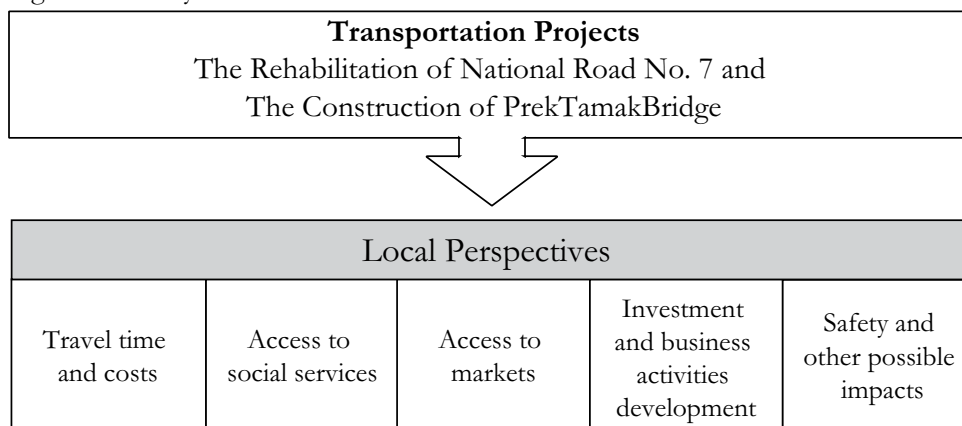 Transportation Projects
The Rehabilitation of National Road No. 7 and
The Construction of PrekTamakBridge
Local Perspectives
Travel time
and costs
Access to
social services
Access to
markets
Investment
and business
activities
development
Safety and
other possible
impacts